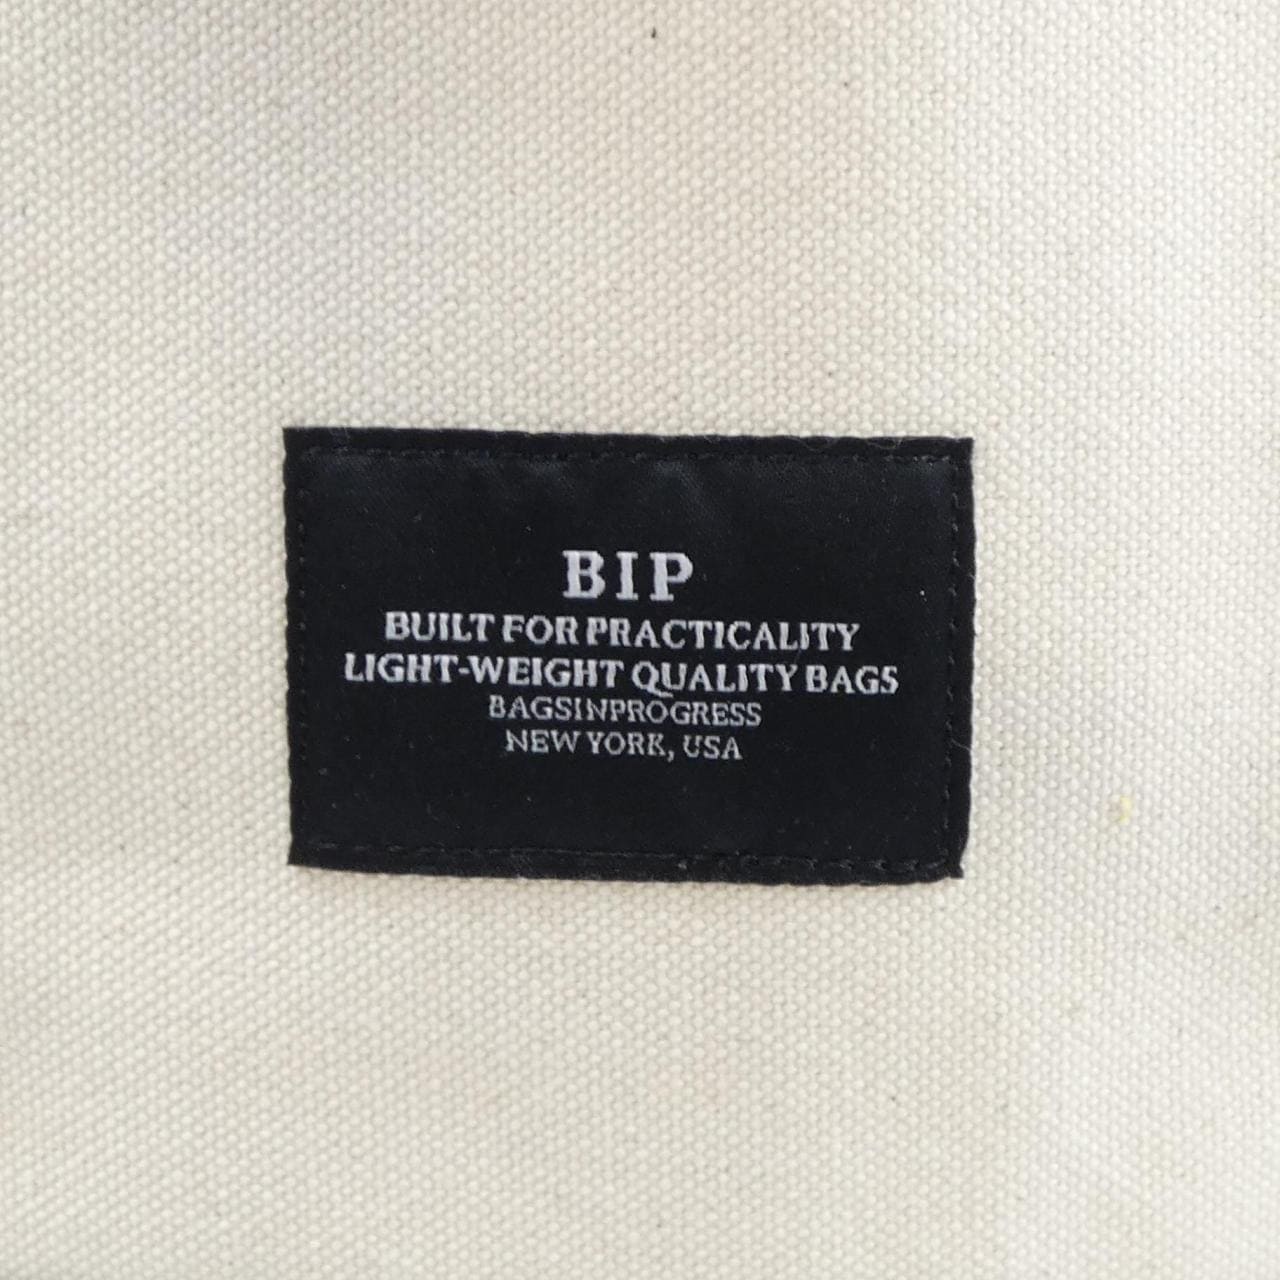 BIP
BUILT FOR PRACTICALITY
LIGHT-WEIGHT QUALITY BAGS
BAGSINPROGRESS
NEW YORK, USA